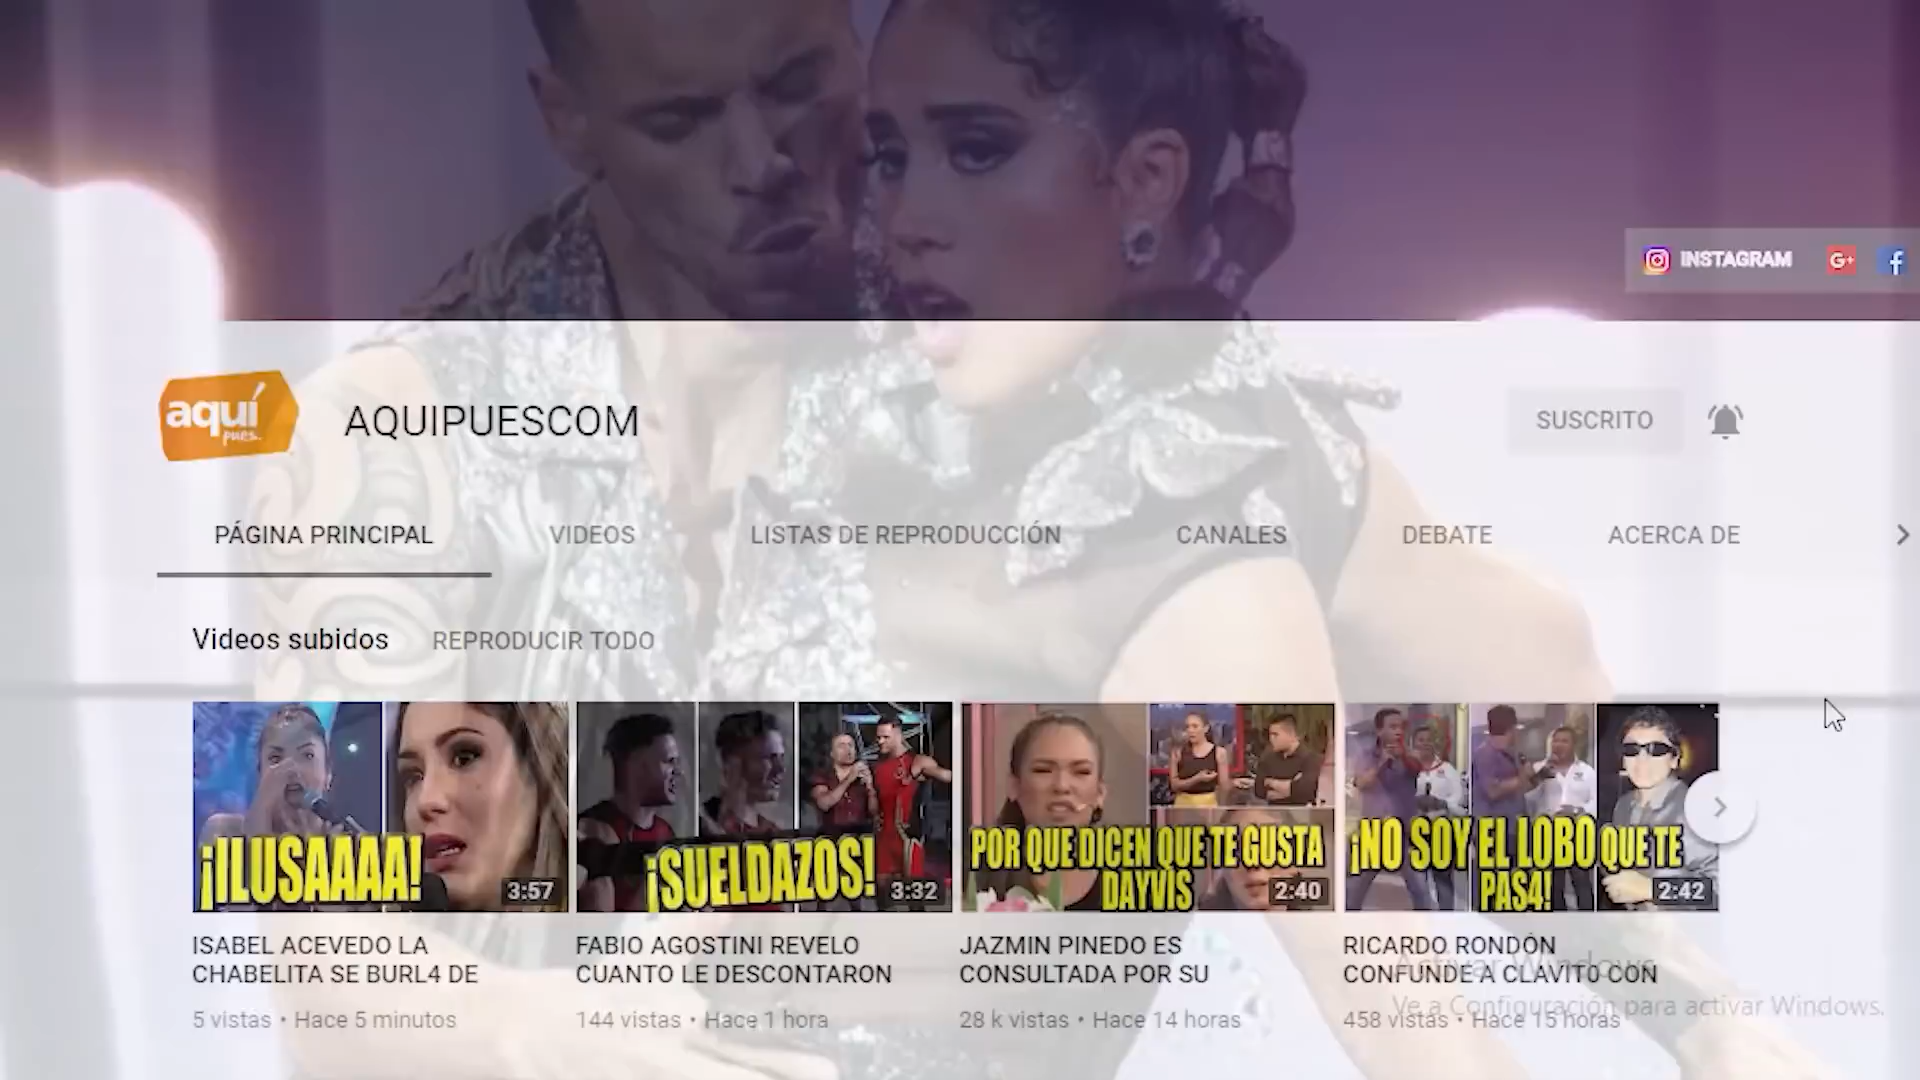 INSTAGRAM
G+
f
aquí
pues.
AQUIPUESCOM
SUSCRITO
PÁGINA PRINCIPAL
VIDEOS
LISTAS DE REPRODUCCIÓN
CANALES
DEBATE
ACERCA DE
Videos subidos
REPRODUCIR TODO
¡ILUSAAAA!
3:57
¡SUELDAZOS!
3:32
POR QUE DICEN QUE TE GUSTA
DAYVIS
2:40
¡NO SOY EL LOBO QUE TE
PAS4!
2:42
ISABEL ACEVEDO LA
CHABELITA SE BURL4 DE
5 vistas • Hace 5 minutos
FABIO AGOSTINI REVELO
CUANTO LE DESCONTARON
144 vistas • Hace 1 hora
JAZMIN PINEDO ES
CONSULTADA POR SU
28 k vistas • Hace 14 horas
RICARDO RONDÓN
CONFUNDE A CLAVITO CON
458 vistas • Hace 15 horas
Activar Windows
Ve a Configuración para activar Windows.